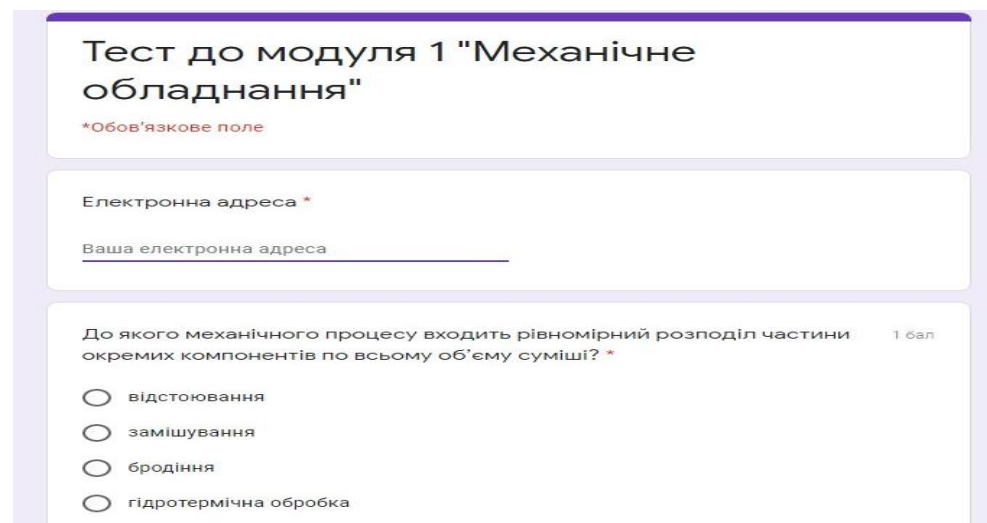 Тест до модуля 1 "Механічне
обладнання"
*Обов'язкове поле
Електронна адреса *
Ваша електронна адреса
До якого механічного процесу входить рівномірний розподіл частини 1 бал
окремих компонентів по всьому об’єму суміші? *
відстоювання
замішування
бродіння
гідротермічна обробка